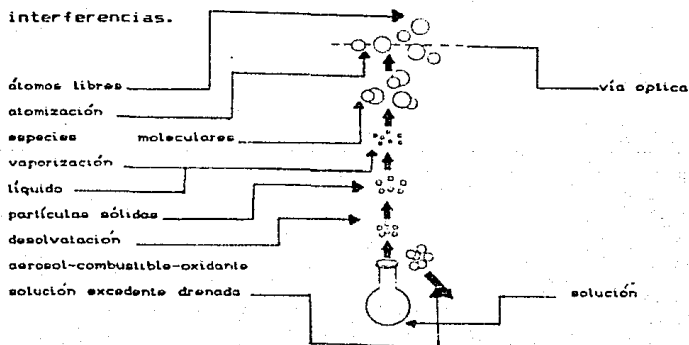 interferencias.
átomos libres
vía optica
atomización
especies moleculares
vaporización
líquido
partículas sólidas
desolvatación
aerosol-combustible-oxidante
solución excedente drenada
solución